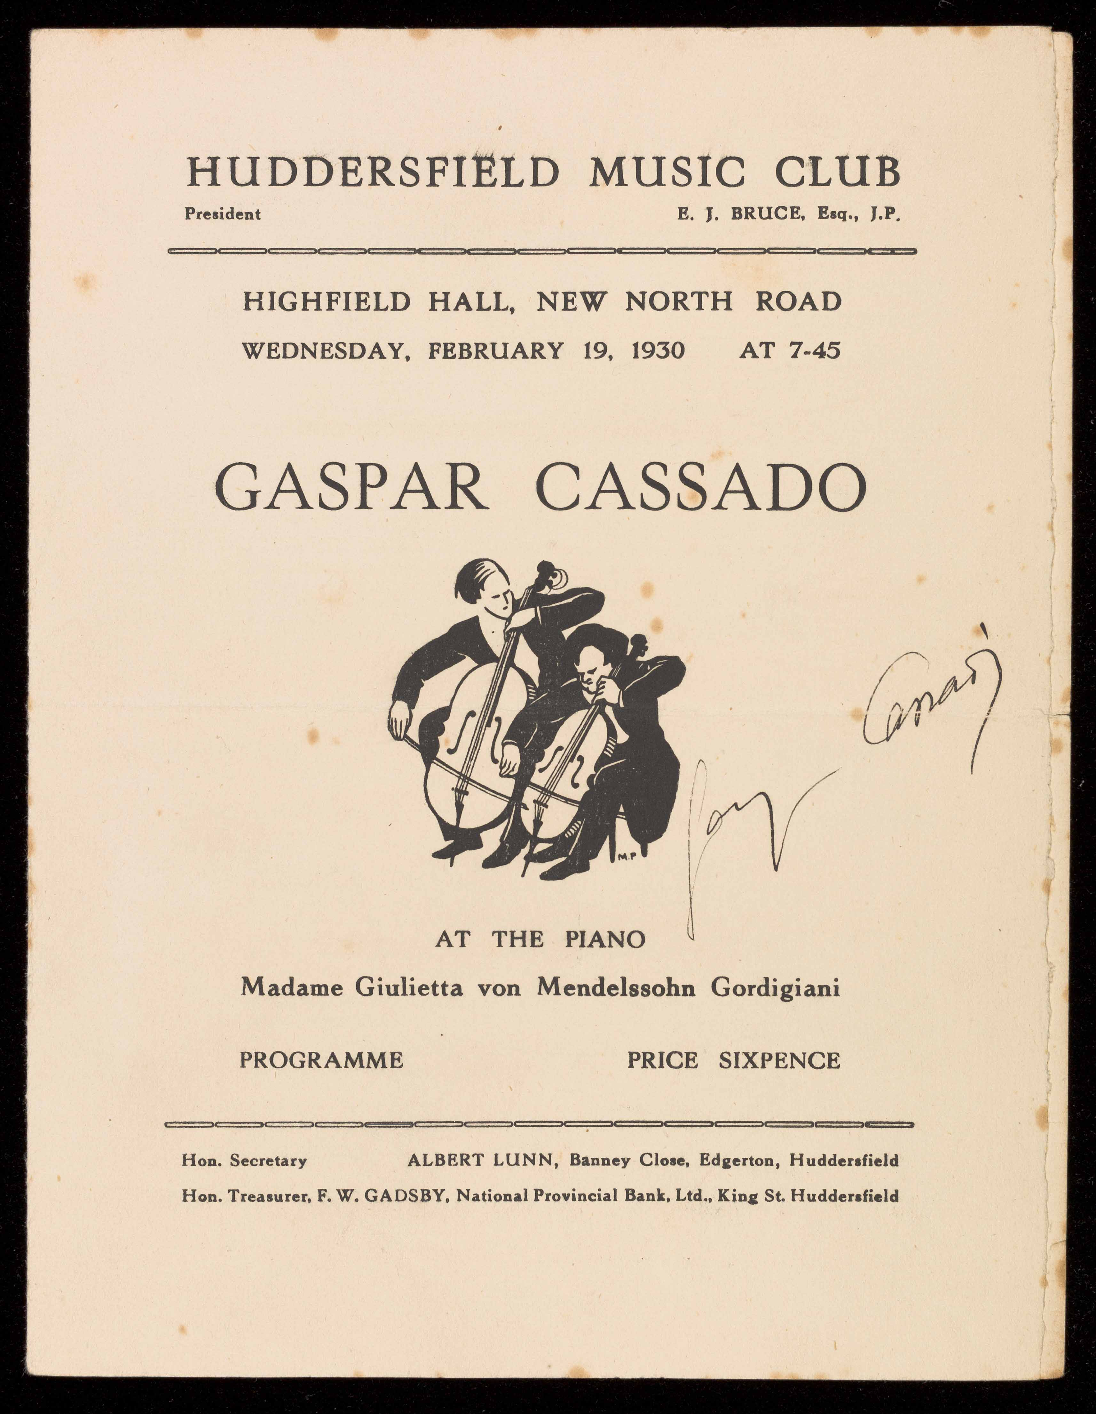 HUDDERSFIELD MUSIC CLUB
President E. J. BRUCE, Esq., J.P.
HIGHFIELD HALL, NEW NORTH ROAD
WEDNESDAY, FEBRUARY 19, 1930 AT 7-45
GASPAR CASSADO
Cassadó
M.P
AT THE PIANO
Madame Giulietta von Mendelssohn Gordigiani
PROGRAMME PRICE SIXPENCE
Hon. Secretary ALBERT LUNN, Banney Close, Edgerton, Huddersfield
Hon. Treasurer, F. W. GADSBY, National Provincial Bank, Ltd., King St. Huddersfield